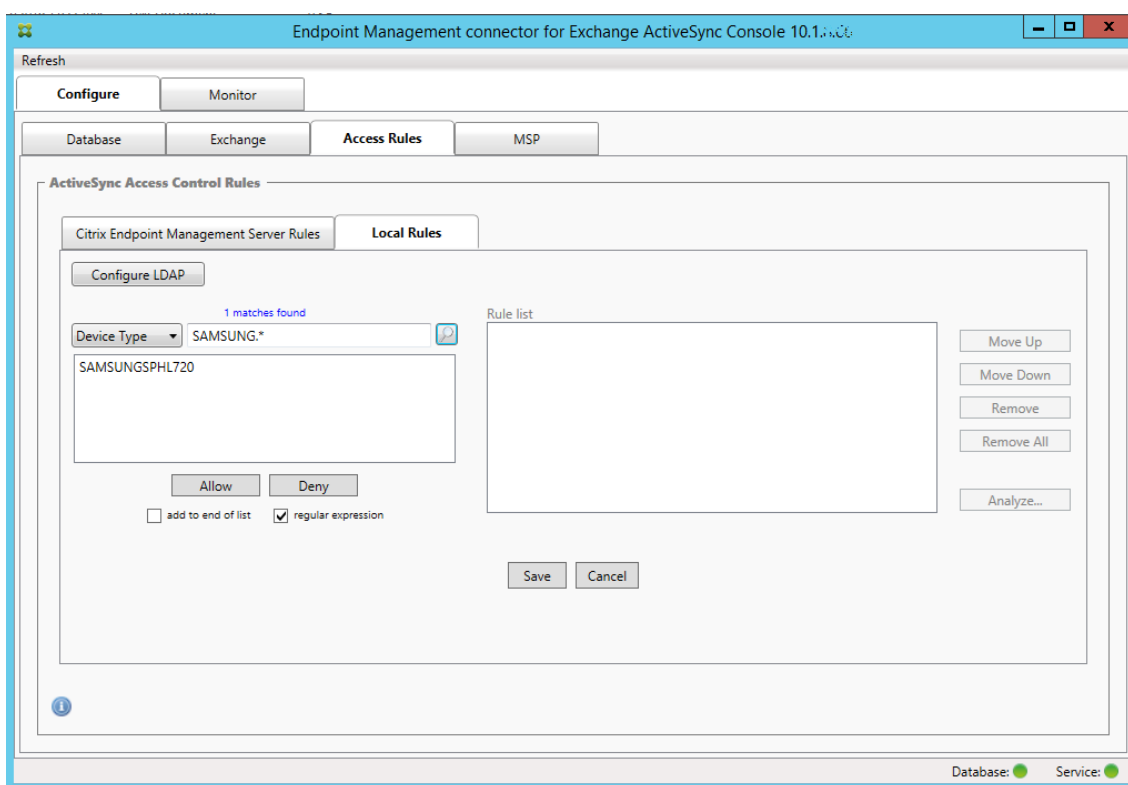 Endpoint Management connector for Exchange ActiveSync Console 10.1.
Refresh
Configure Monitor
Database Exchange Access Rules MSP
ActiveSync Access Control Rules
Citrix Endpoint Management Server Rules Local Rules
Configure LDAP
1 matches found
Rule list
Device Type SAMSUNG.*
Move Up
SAMSUNGSPHL720
Move Down
Remove
Remove All
Allow Deny
Analyze...
add to end of list regular expression
Save Cancel
Database: Service: